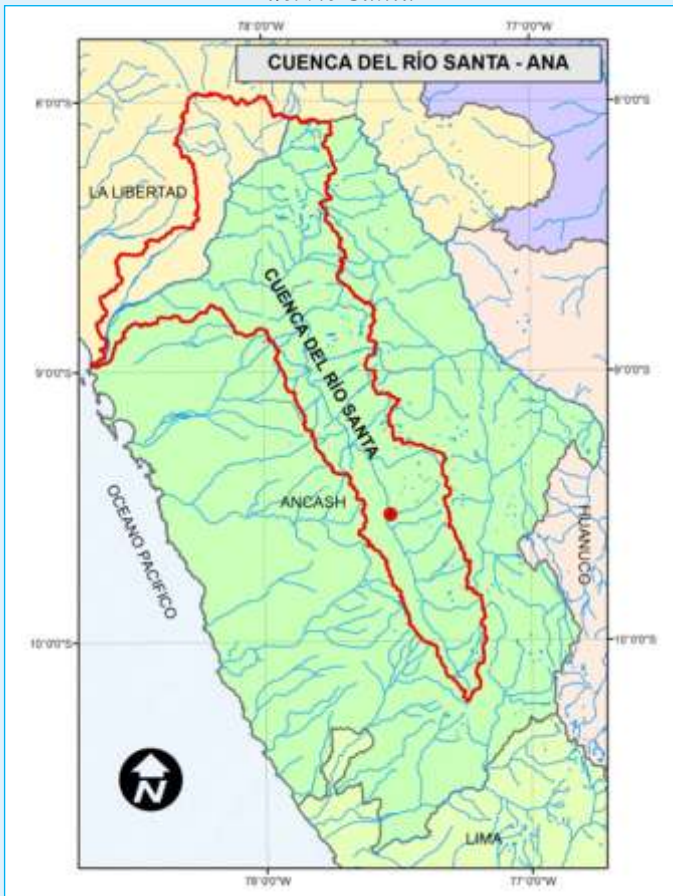 78°0'0"W 77°0'0"W
CUENCA DEL RÍO SANTA - ANA
8°0'0"S 8°0'0"S
LA LIBERTAD
CUENCA DEL RÍO SANTA
9°0'0"S 9°0'0"S
ANCASH
OCEANO PACIFICO
HUANUCO
10°0'0"S 10°0'0"S
N
LIMA
78°0'0"W 77°0'0"W